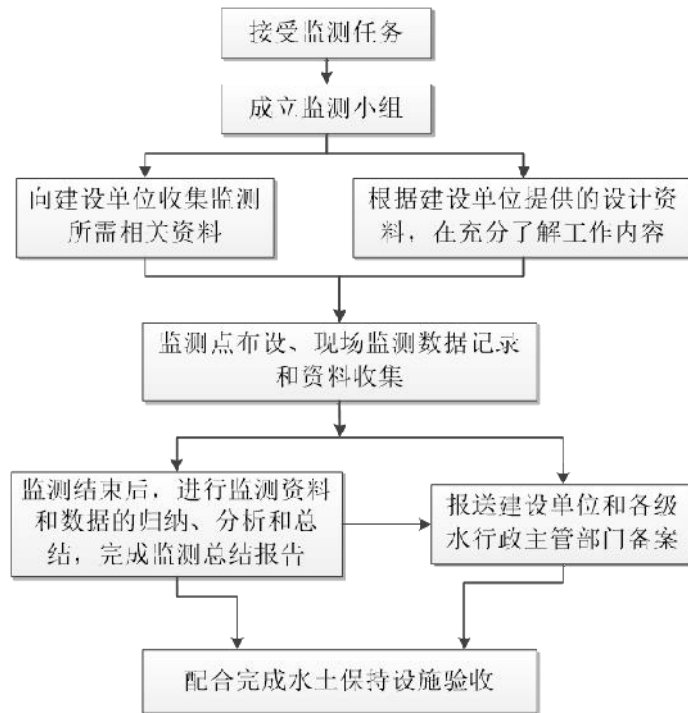 接受监测任务
成立监测小组
向建设单位收集监测
所需相关资料
根据建设单位提供的设计资
料，在充分了解工作内容
监测点布设、现场监测数据记录
和资料收集
监测结束后，进行监测资料
和数据的归纳、分析和总
结，完成监测总结报告
报送建设单位和各级
水行政主管部门备案
配合完成水土保持设施验收